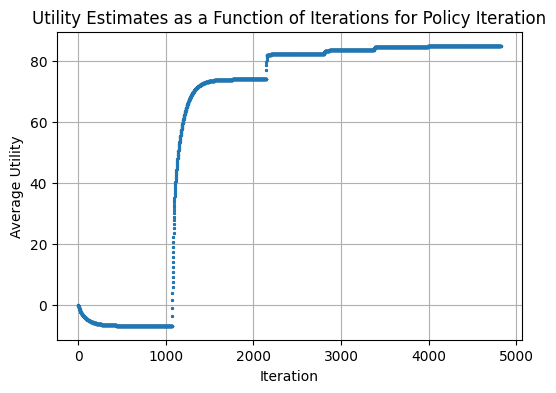 Utility Estimates as a Function of Iterations for Policy Iteration
80
60
40
20
0
Average Utility
0 1000 2000 3000 4000 5000
Iteration